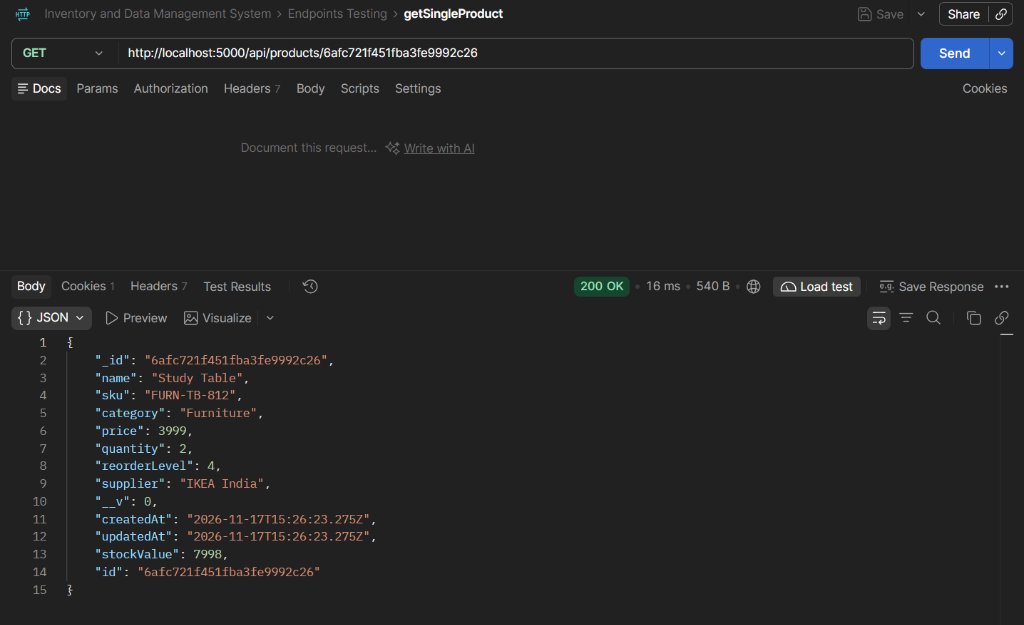 HTTP Inventory and Data Management System > Endpoints Testing > getSingleProduct Save Share
GET http://localhost:5000/api/products/6afc721f451fba3fe9992c26 Send
Docs Params Authorization Headers 7 Body Scripts Settings Cookies
Document this request... Write with AI
Body Cookies 1 Headers 7 Test Results 200 OK • 16 ms • 540 B • Load test e.g. Save Response
{} JSON Preview Visualize
1 {
2 "_id": "6afc721f451fba3fe9992c26",
3 "name": "Study Table",
4 "sku": "FURN-TB-812",
5 "category": "Furniture",
6 "price": 3999,
7 "quantity": 2,
8 "reorderLevel": 4,
9 "supplier": "IKEA India",
10 "__v": 0,
11 "createdAt": "2026-11-17T15:26:23.275Z",
12 "updatedAt": "2026-11-17T15:26:23.275Z",
13 "stockValue": 7998,
14 "id": "6afc721f451fba3fe9992c26"
15 }